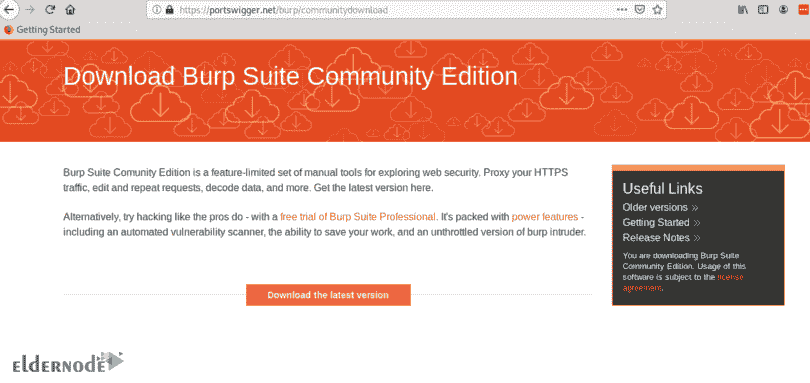 https://portswigger.net/burp/communitydownload
Getting Started
Download Burp Suite Community Edition
Burp Suite Comunity Edition is a feature-limited set of manual tools for exploring web security. Proxy your HTTPS
traffic, edit and repeat requests, decode data, and more. Get the latest version here.
Alternatively, try hacking like the pros do - with a free trial of Burp Suite Professional. It's packed with power features -
including an automated vulnerability scanner, the ability to save your work, and an unthrottled version of burp intruder.
Download the latest version
Useful Links
Older versions »
Getting Started »
Release Notes »
You are downloading Burp Suite
Community Edition. Usage of this
software is subject to the license
agreement.
ELDERNODE